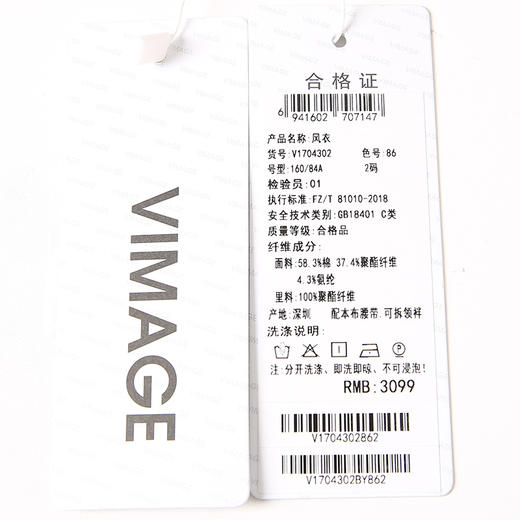 VIMAGE
合格证
6 941602 707147
产品名称:风衣
货号:V1704302 色号:86
号型:160/84A 2码
检验员:01
执行标准:FZ/T 81010-2018
安全技术类别:GB18401 C类
质量等级:合格品
纤维成分:
面料:58.3%棉 37.4%聚酯纤维
4.3%氨纶
里料:100%聚酯纤维
产地:深圳 配本布腰带.可拆领袢
洗涤说明:
注:分开洗涤、即洗即晾、不可浸泡!
RMB:3099
V1704302862
V1704302BY862